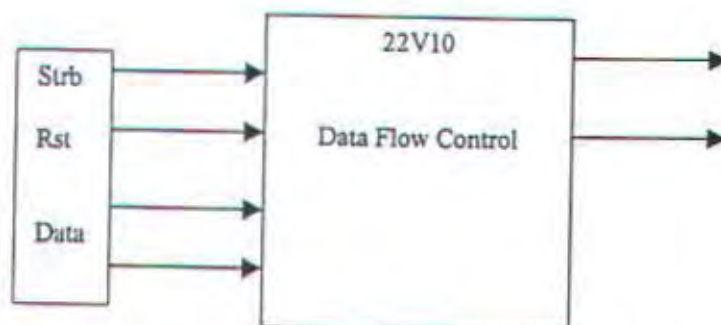 22V10
Strb
Rst
Data Flow Control
Data